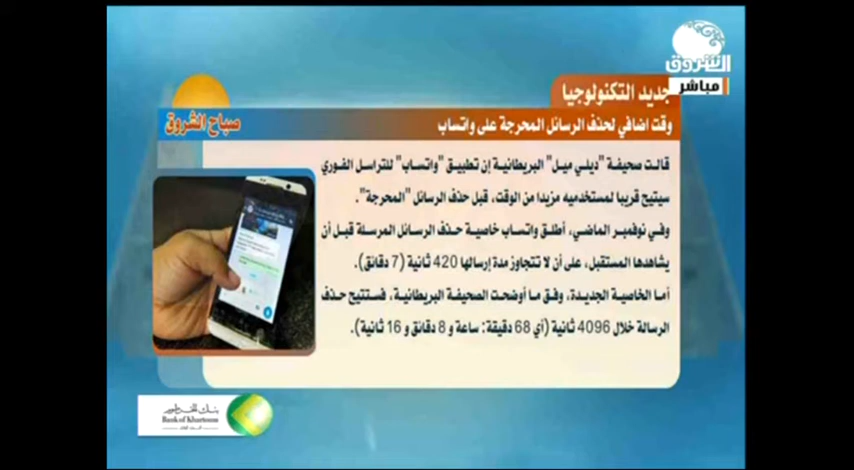 الشروق
مباشر
جديد التكنولوجيا
صباح الشروق
وقت اضافي لحذف الرسائل المحرجة على واتساب
قالت صحيفة "ديلي ميل" البريطانية إن تطبيق "واتساب" للتراسل الفوري
سيتيح قريبا لمستخدميه مزيدا من الوقت، قبل حذف الرسائل "المحرجة".
وفي نوفمبر الماضي، أطلق واتساب خاصية حذف الرسائل المرسلة قبل أن
يشاهدها المستقبل، على أن لا تتجاوز مدة إرسالها 420 ثانية (7 دقائق).
أما الخاصية الجديدة، وفق ما أوضحت الصحيفة البريطانية، فستتيح حذف
الرسالة خلال 4096 ثانية (أي 68 دقيقة: ساعة و 8 دقائق و 16 ثانية).
بنك الخرطوم
Bank of Khartoum